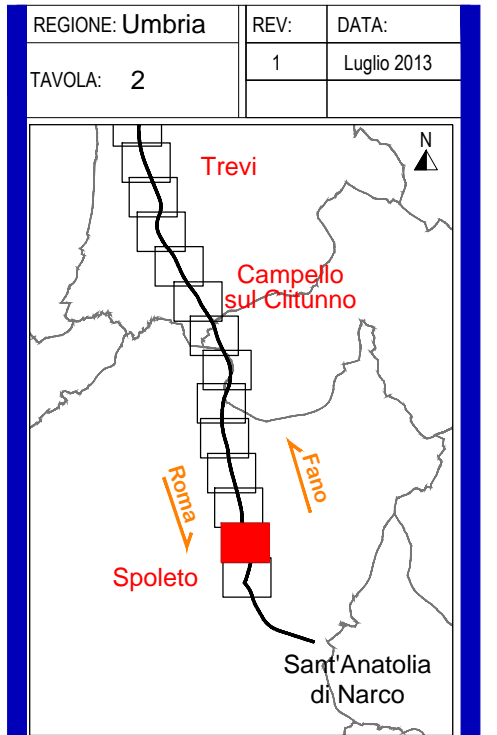 REGIONE: Umbria
REV:
DATA:
TAVOLA: 2
1
Luglio 2013
N
Trevi
Campello
sul Clitunno
Fano
Roma
Spoleto
Sant'Anatolia
di Narco